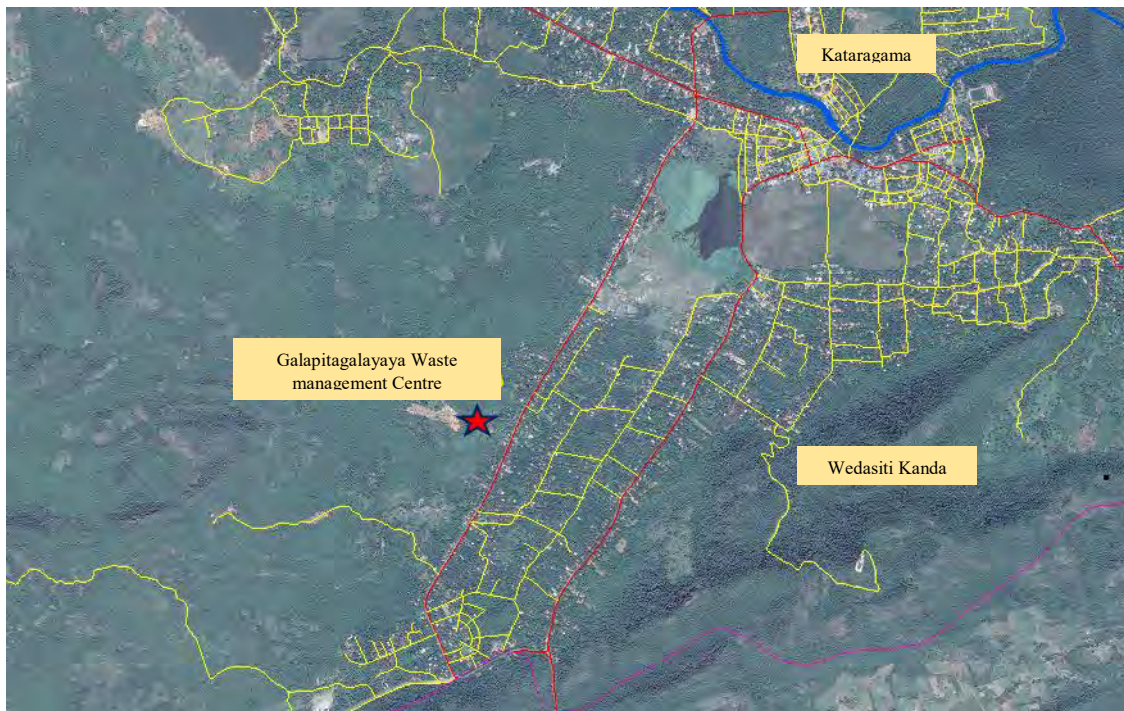 Kataragama
Galapitagalayaya Waste
management Centre
Wedasiti Kanda